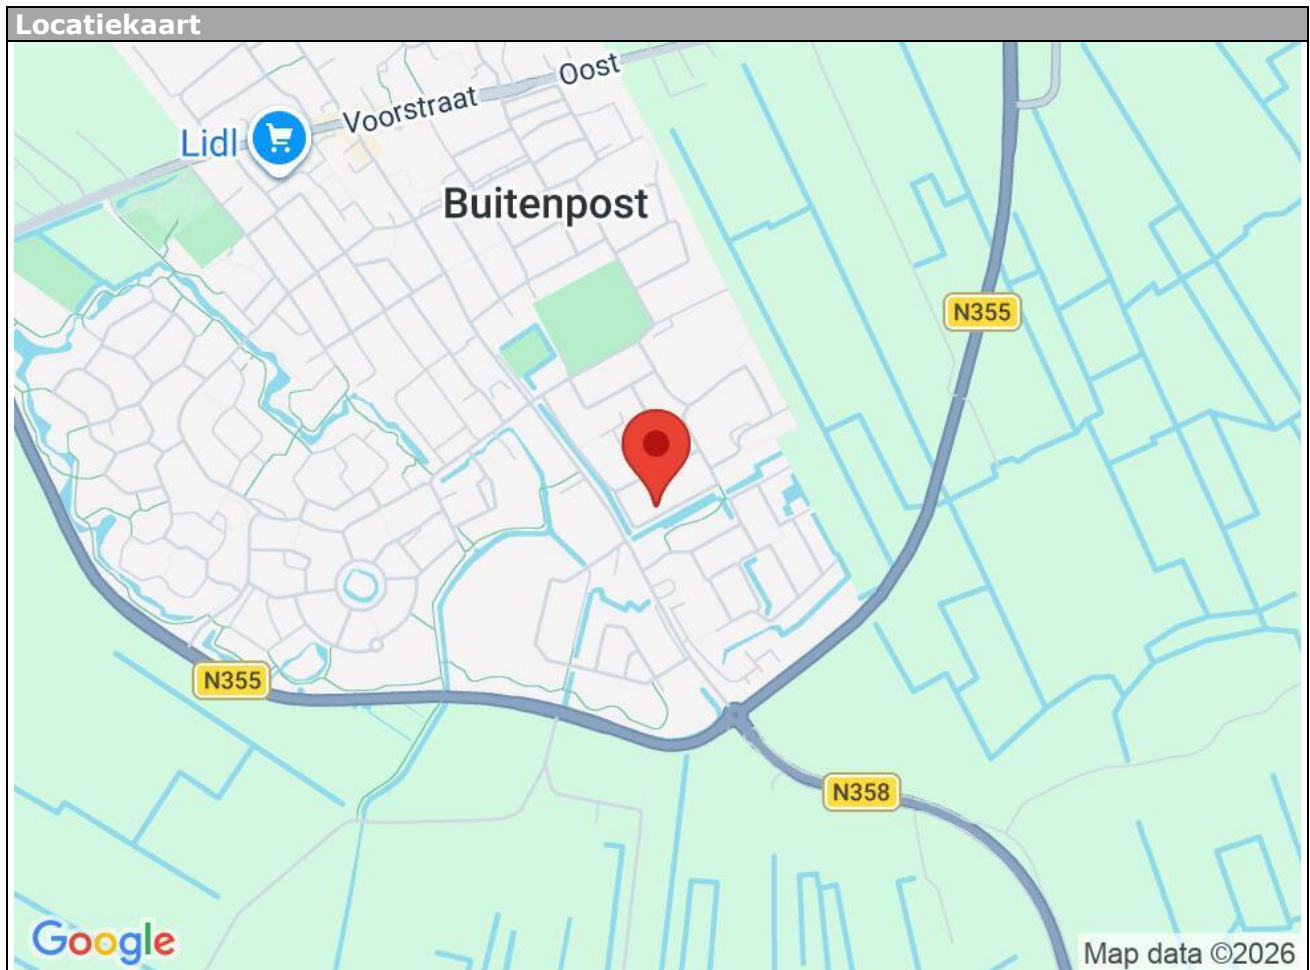 Locatiekaart
Oost
Voorstraat
Lidl
Buitenpost
N355
N355
N358
Google
Map data ©2026